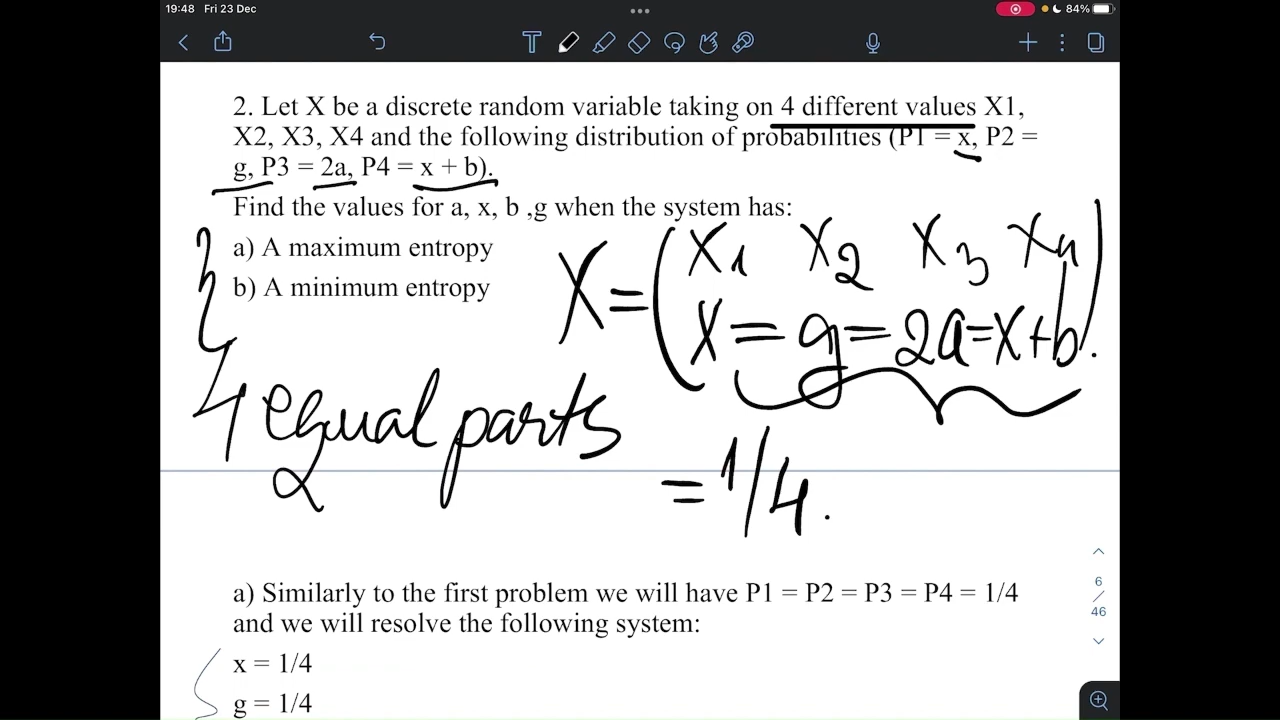 19:48 Fri 23 Dec 84%
T
2. Let X be a discrete random variable taking on 4 different values X1,
X2, X3, X4 and the following distribution of probabilities (P1 = x, P2 =
g, P3 = 2a, P4 = x + b).
Find the values for a, x, b ,g when the system has:
a) A maximum entropy
b) A minimum entropy
X = ( X1 X2 X3 X4
X = g = 2a = X+b ).
4 equal parts
= 1/4.
a) Similarly to the first problem we will have P1 = P2 = P3 = P4 = 1/4
and we will resolve the following system:
x = 1/4
g = 1/4
6
/
46